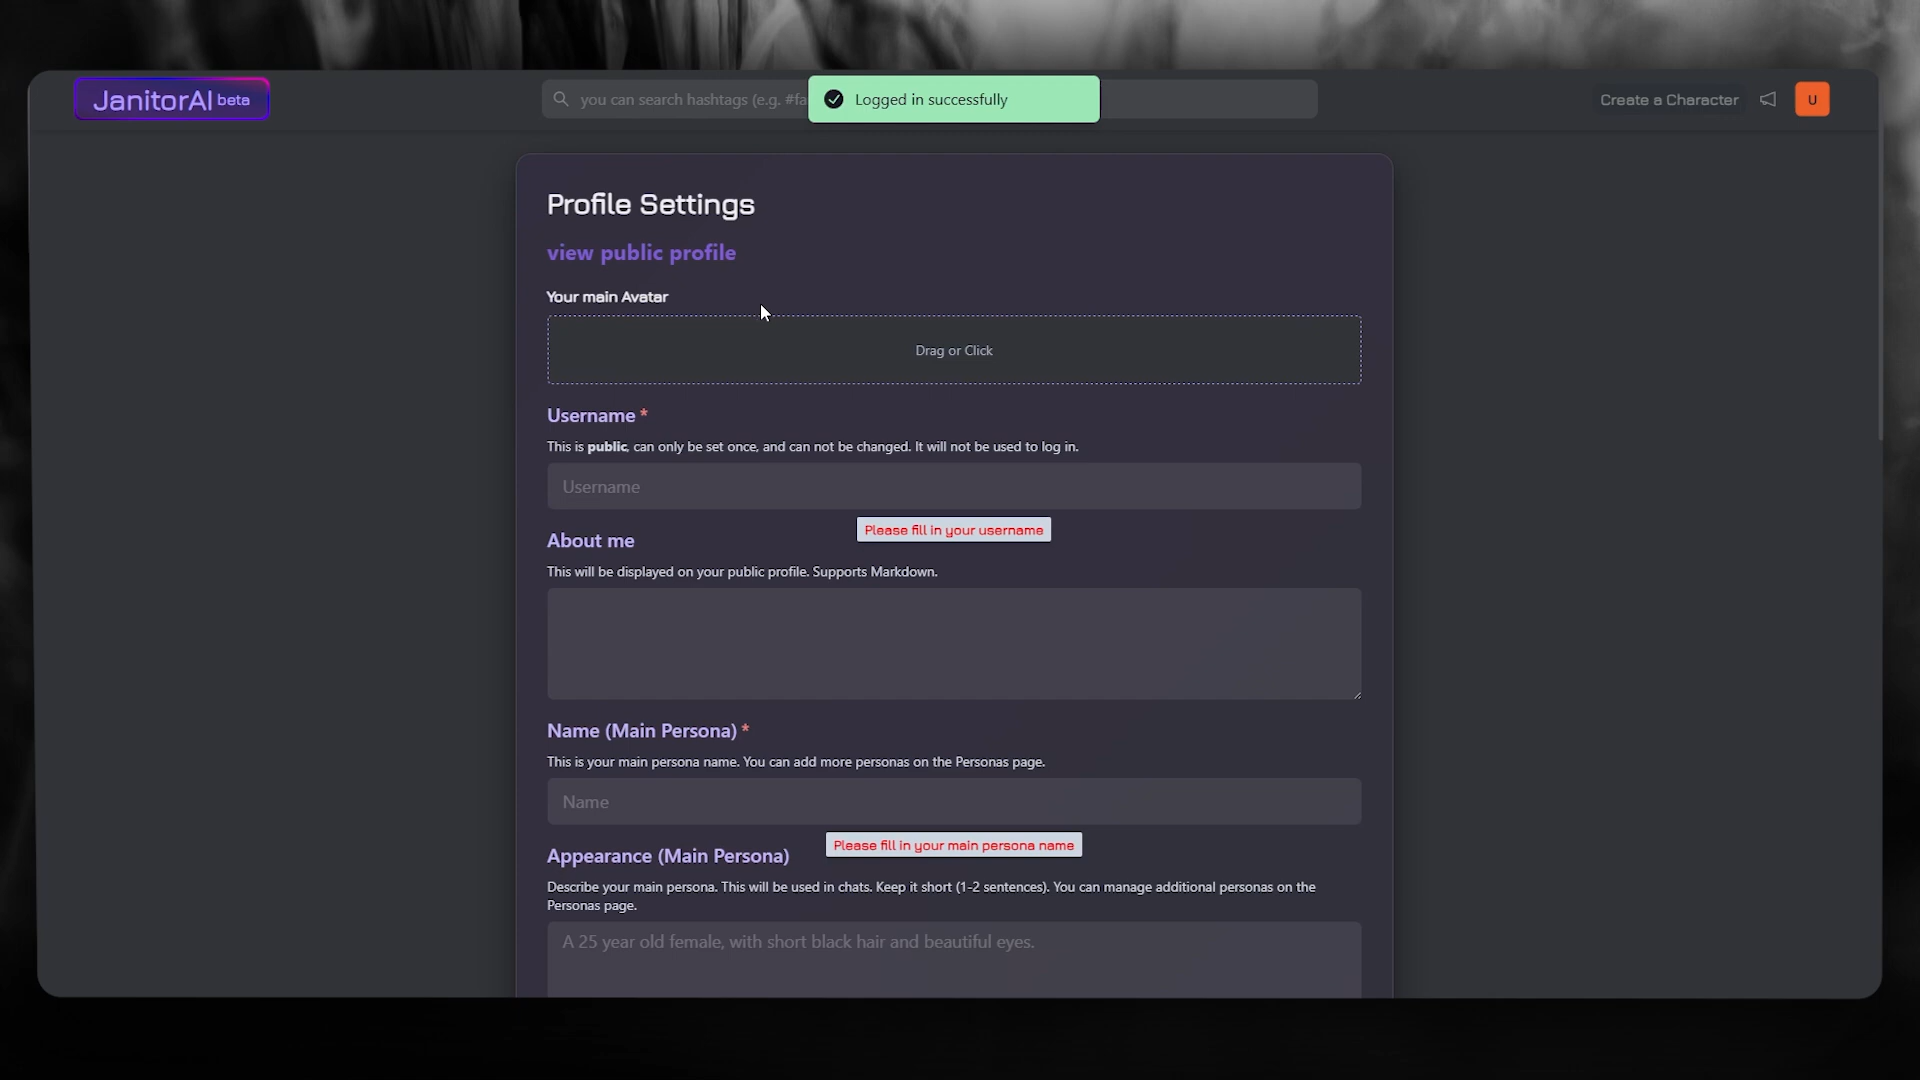 JanitorAI beta
you can search hashtags (e.g. #fa
Logged in successfully
Create a Character
U
Profile Settings
view public profile
Your main Avatar
Drag or Click
Username *
This is public, can only be set once, and can not be changed. It will not be used to log in.
Username
Please fill in your username
About me
This will be displayed on your public profile. Supports Markdown.
Name (Main Persona) *
This is your main persona name. You can add more personas on the Personas page.
Name
Please fill in your main persona name
Appearance (Main Persona)
Describe your main persona. This will be used in chats. Keep it short (1-2 sentences). You can manage additional personas on the
Personas page.
A 25 year old female, with short black hair and beautiful eyes.